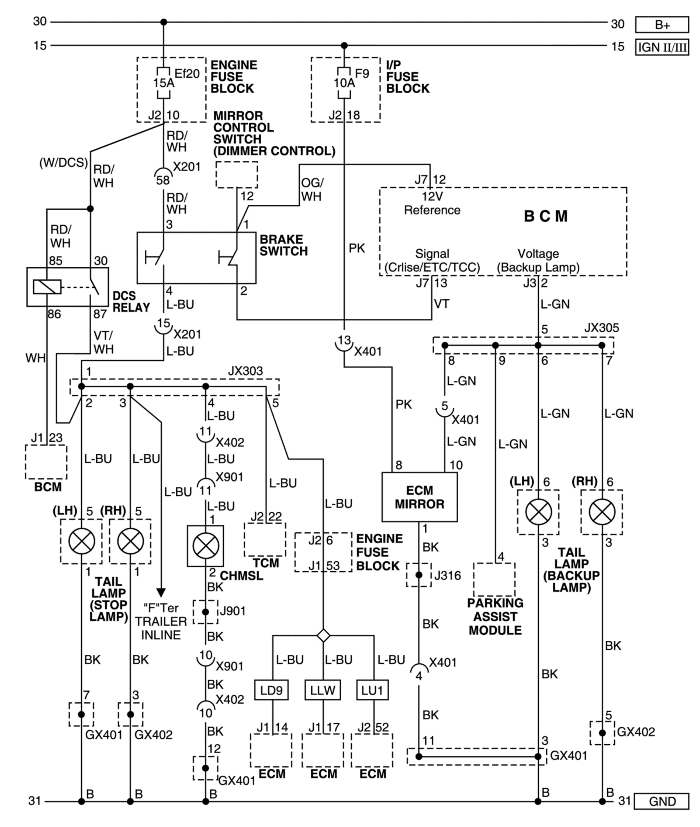 30
30
B+
15
15
IGN II/III
Ef20
15A
ENGINE
FUSE
BLOCK
J2
10
F9
10A
I/P
FUSE
BLOCK
J2
18
MIRROR
CONTROL
SWITCH
(DIMMER CONTROL)
RD/
WH
(W/DCS)
RD/
WH
X201
58
RD/
WH
12
OG/
WH
J7
12
12V
Reference
B C M
Signal
(Crlise/ETC/TCC)
Voltage
(Backup Lamp)
J7
13
J3
2
RD/
WH
3
1
BRAKE
SWITCH
PK
85
30
DCS
RELAY
86
87
4
L-BU
2
VT
L-GN
15
X201
L-BU
VT/
WH
WH
13
X401
5
JX305
8
9
6
7
1
JX303
2
3
4
5
L-GN
L-BU
11
X402
PK
5
X401
L-GN
L-GN
L-GN
L-GN
J1
23
BCM
L-BU
L-BU
L-BU
L-BU
X901
11
L-BU
L-BU
L-BU
8
10
ECM
MIRROR
1
(LH)
5
(RH)
5
1
1
1
CHMSL
2
J2
22
TCM
J2
6
J1
53
ENGINE
FUSE
BLOCK
(LH)
6
(RH)
6
3
3
BK
J316
4
PARKING
ASSIST
MODULE
TAIL
LAMP
(BACKUP
LAMP)
TAIL
LAMP
(STOP
LAMP)
"F"Ter
TRAILER
INLINE
BK
J901
BK
BK
BK
BK
10
X901
BK
X402
10
BK
L-BU
L-BU
L-BU
LD9
LLW
LU1
X401
4
BK
BK
BK
7
GX401
3
GX402
12
GX401
J1
14
ECM
J1
17
ECM
J2
52
ECM
11
3
GX401
5
GX402
31
B
B
B
B
B
31
GND